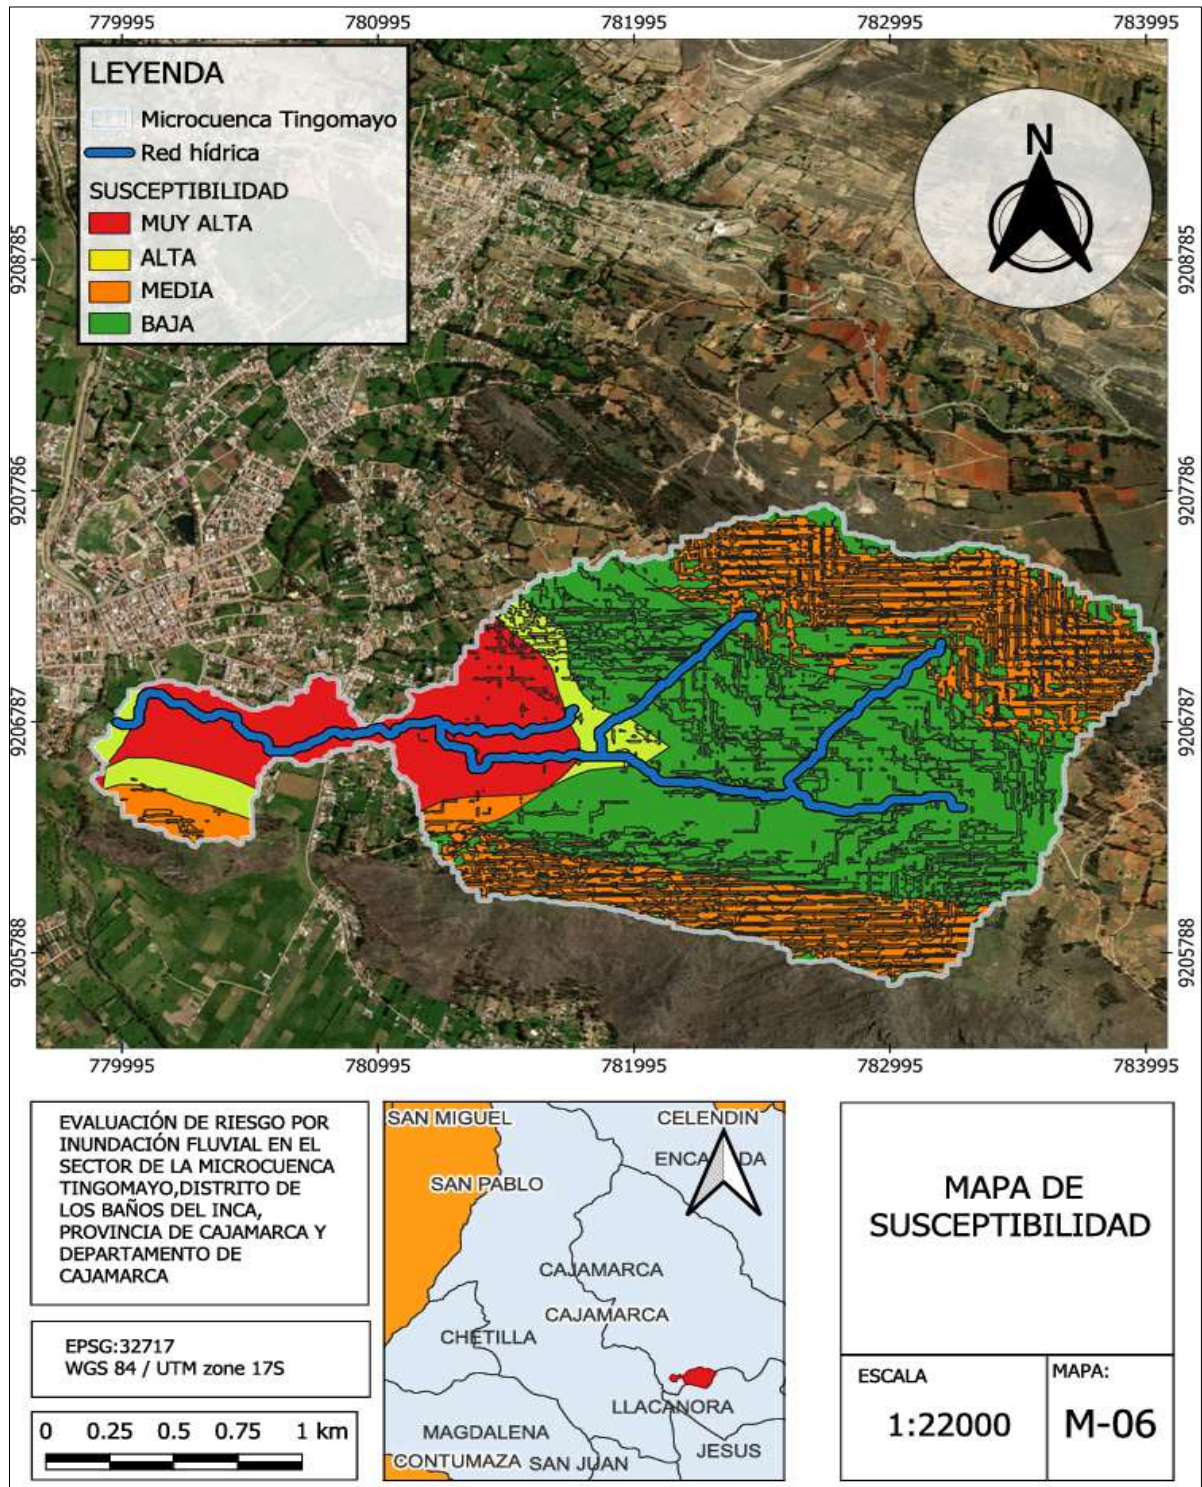 779995
780995
781995
782995
783995
LEYENDA
Microcuenca Tingomayo
Red hídrica
SUSCEPTIBILIDAD
MUY ALTA
ALTA
MEDIA
BAJA
N
9208785
9208785
9207786
9207786
9206787
9206787
9205788
9205788
779995
780995
781995
782995
783995
EVALUACIÓN DE RIESGO POR
INUNDACIÓN FLUVIAL EN EL
SECTOR DE LA MICROCUENCA
TINGOMAYO,DISTRITO DE
LOS BAÑOS DEL INCA,
PROVINCIA DE CAJAMARCA Y
DEPARTAMENTO DE
CAJAMARCA
EPSG:32717
WGS 84 / UTM zone 17S
0 0.25 0.5 0.75 1 km
SAN MIGUEL
CELENDIN
SAN PABLO
CAJAMARCA
CAJAMARCA
CHETILLA
LLACANORA
MAGDALENA
JESUS
CONTUMAZA
SAN JUAN
MAPA DE
SUSCEPTIBILIDAD
ESCALA
1:22000
MAPA:
M-06